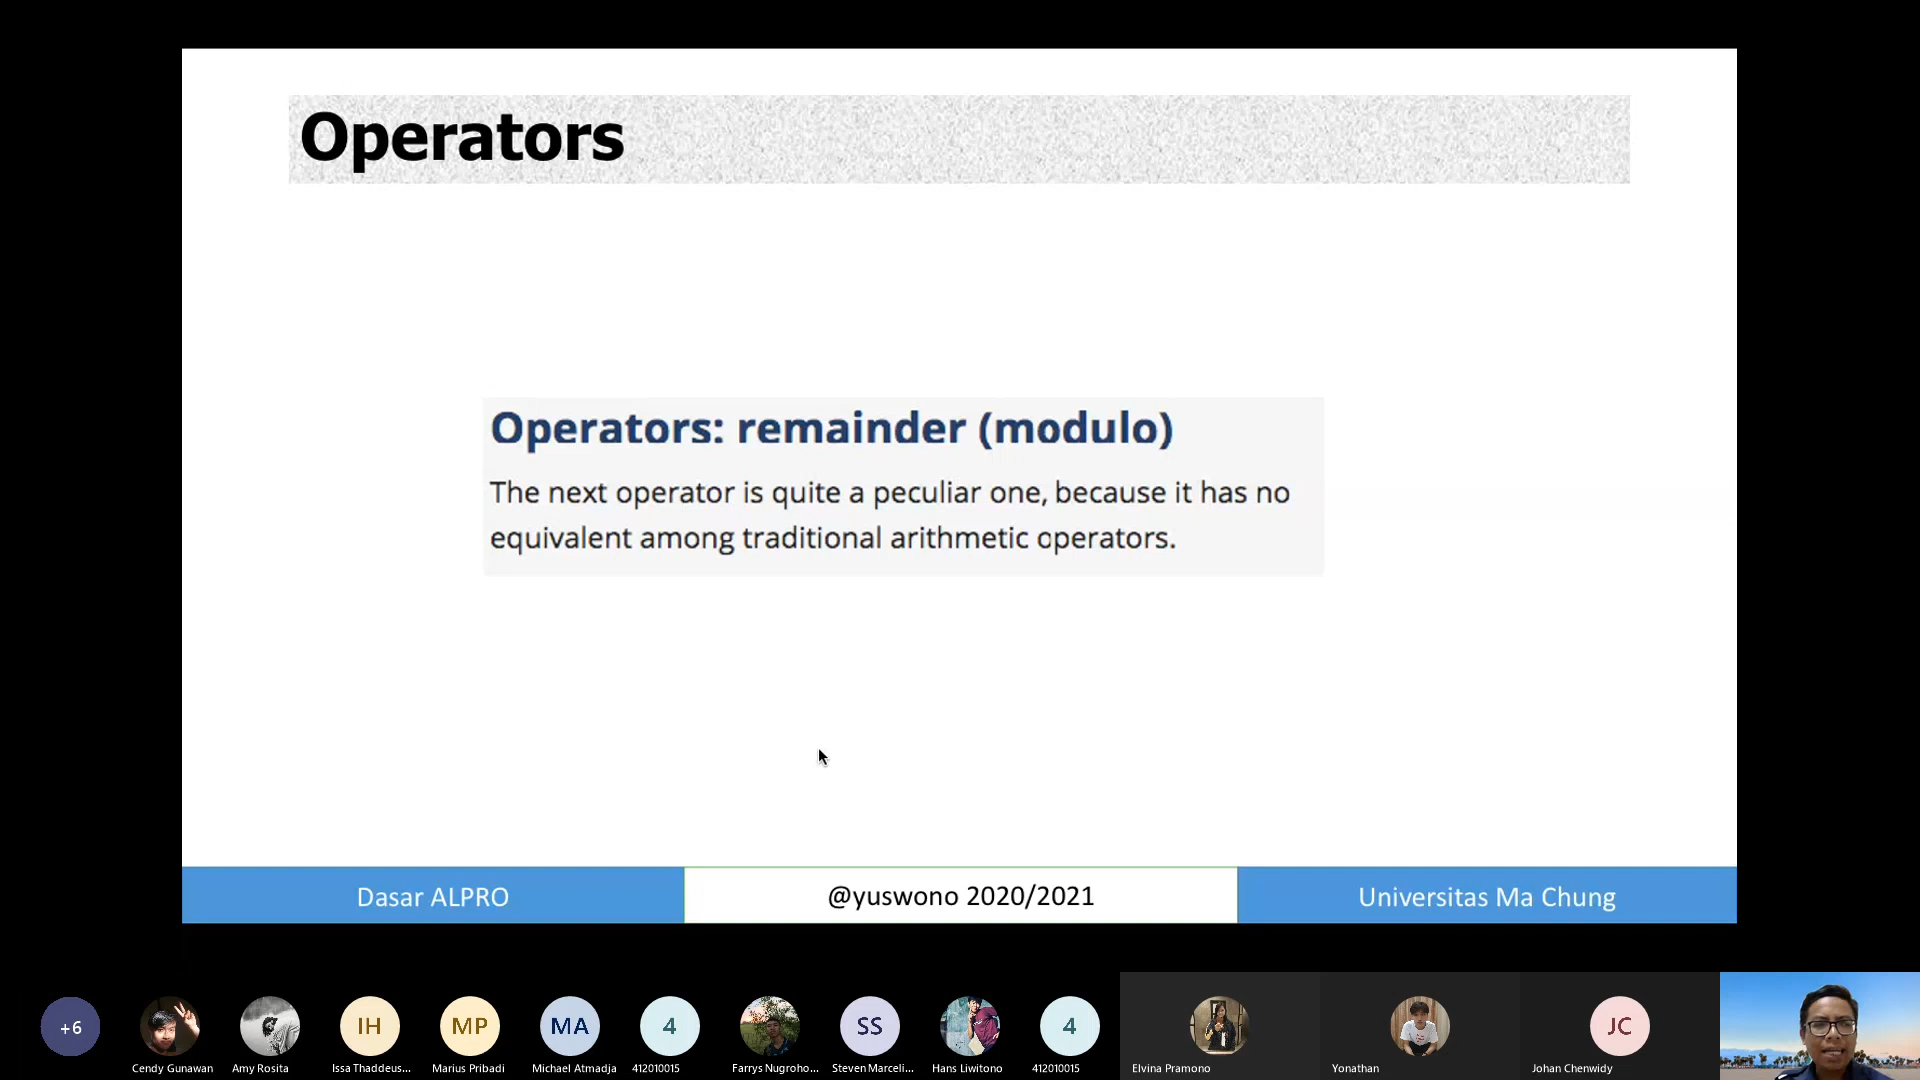 Operators
Operators: remainder (modulo)
The next operator is quite a peculiar one, because it has no
equivalent among traditional arithmetic operators.
Dasar ALPRO
@yuswono 2020/2021
Universitas Ma Chung
+6
IH
MP
MA
4
SS
4
JC
Cendy Gunawan
Amy Rosita
Issa Thaddeus...
Marius Pribadi
Michael Atmadja
412010015
Farrys Nugroho...
Steven Marceli...
Hans Liwitono
412010015
Elvina Pramono
Yonathan
Johan Chenwidy